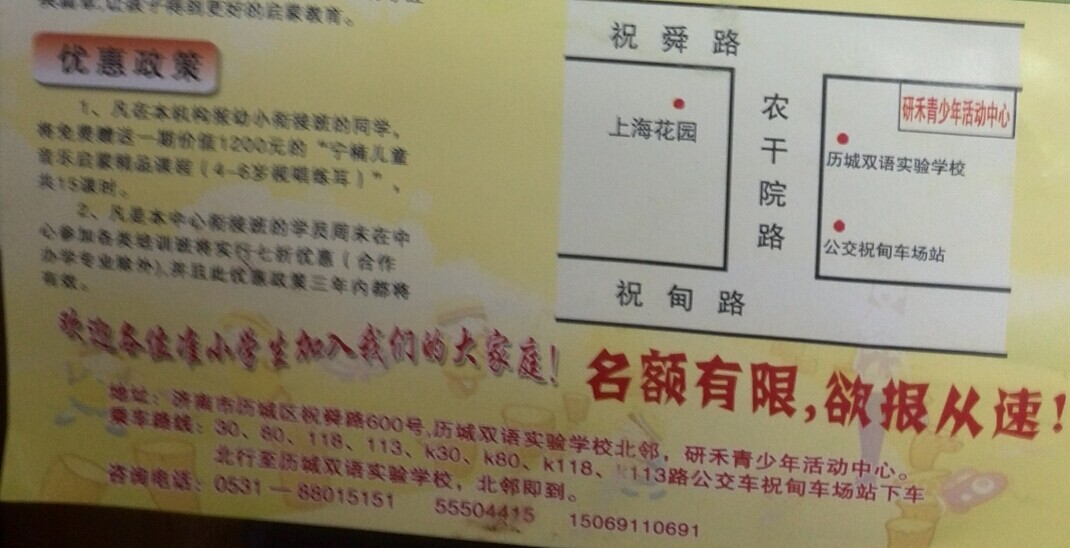 让孩子得到更好的启蒙教育。
优惠政策
1、凡在本机构报幼小衔接班的同学,
将免费赠送一期价值1200元的“宁精儿童
音乐启蒙精品课程(4-6岁视唱练耳)”,
共15课时。
2、凡是本中心衔接班的学员周末在中
心参加各类培训班将实行七折优惠(合作
办学专业除外),并且此优惠政策三年内都将
有效。
祝舜路
上海花园
农干院路
研禾青少年活动中心
历城双语实验学校
公交祝甸车场站
祝甸路
欢迎各位准小学生加入我们的大家庭!
名额有限,欲报从速!
地址:济南市历城区祝舜路600号,历城双语实验学校北邻,研禾青少年活动中心。
乘车路线:30、80、118、113、k30、k80、k118、k113路公交车祝甸车场站下车
北行至历城双语实验学校,北邻即到。
咨询电话:0531—88015151 55504415 15069110691